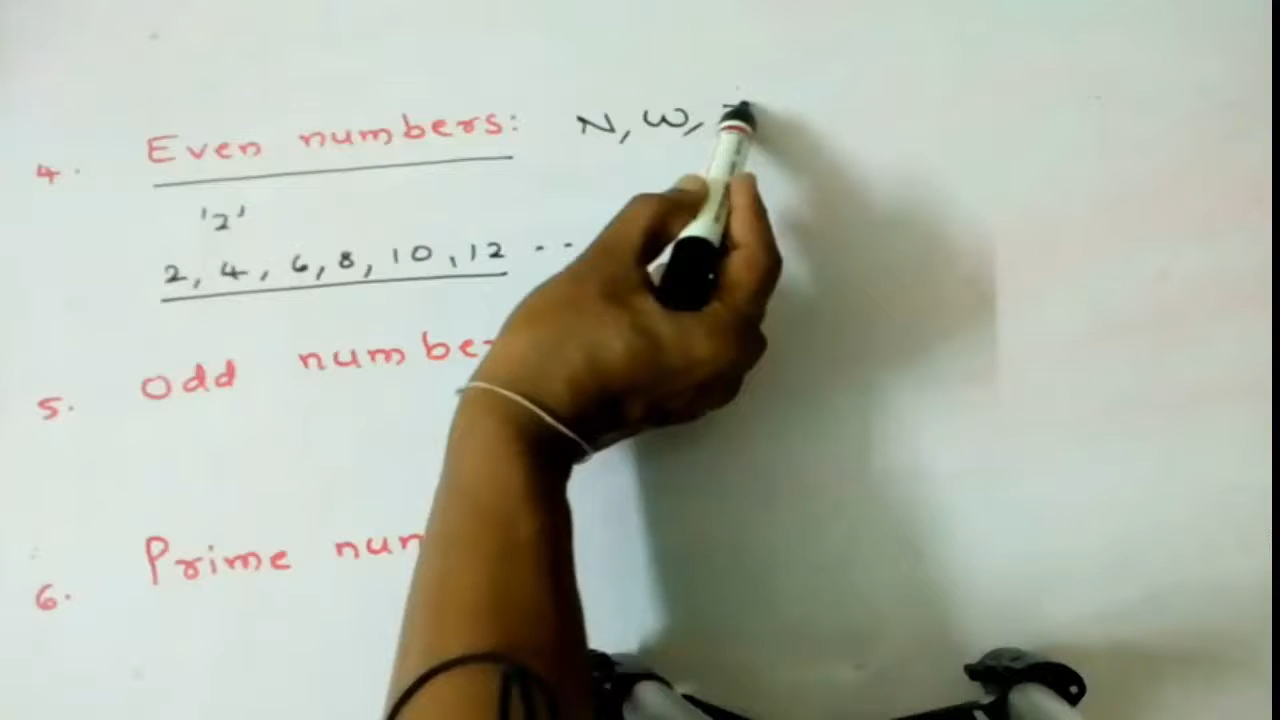 4. Even numbers: N, W,
'2'
2, 4, 6, 8, 10, 12 - -
5. Odd
6. Prime